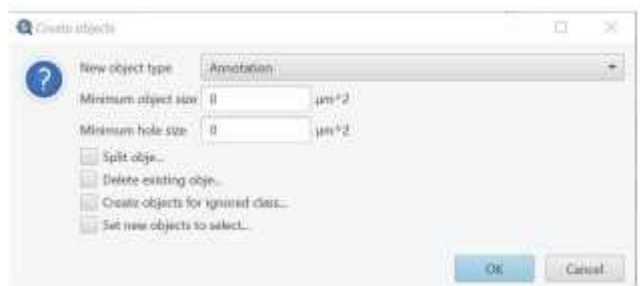 Create objects
New object type Annotation
Minimum object size 0 µm^2
Minimum hole size 0 µm^2
Split obje...
Delete existing obje...
Create objects for ignored class...
Set new objects to select...
OK Cancel